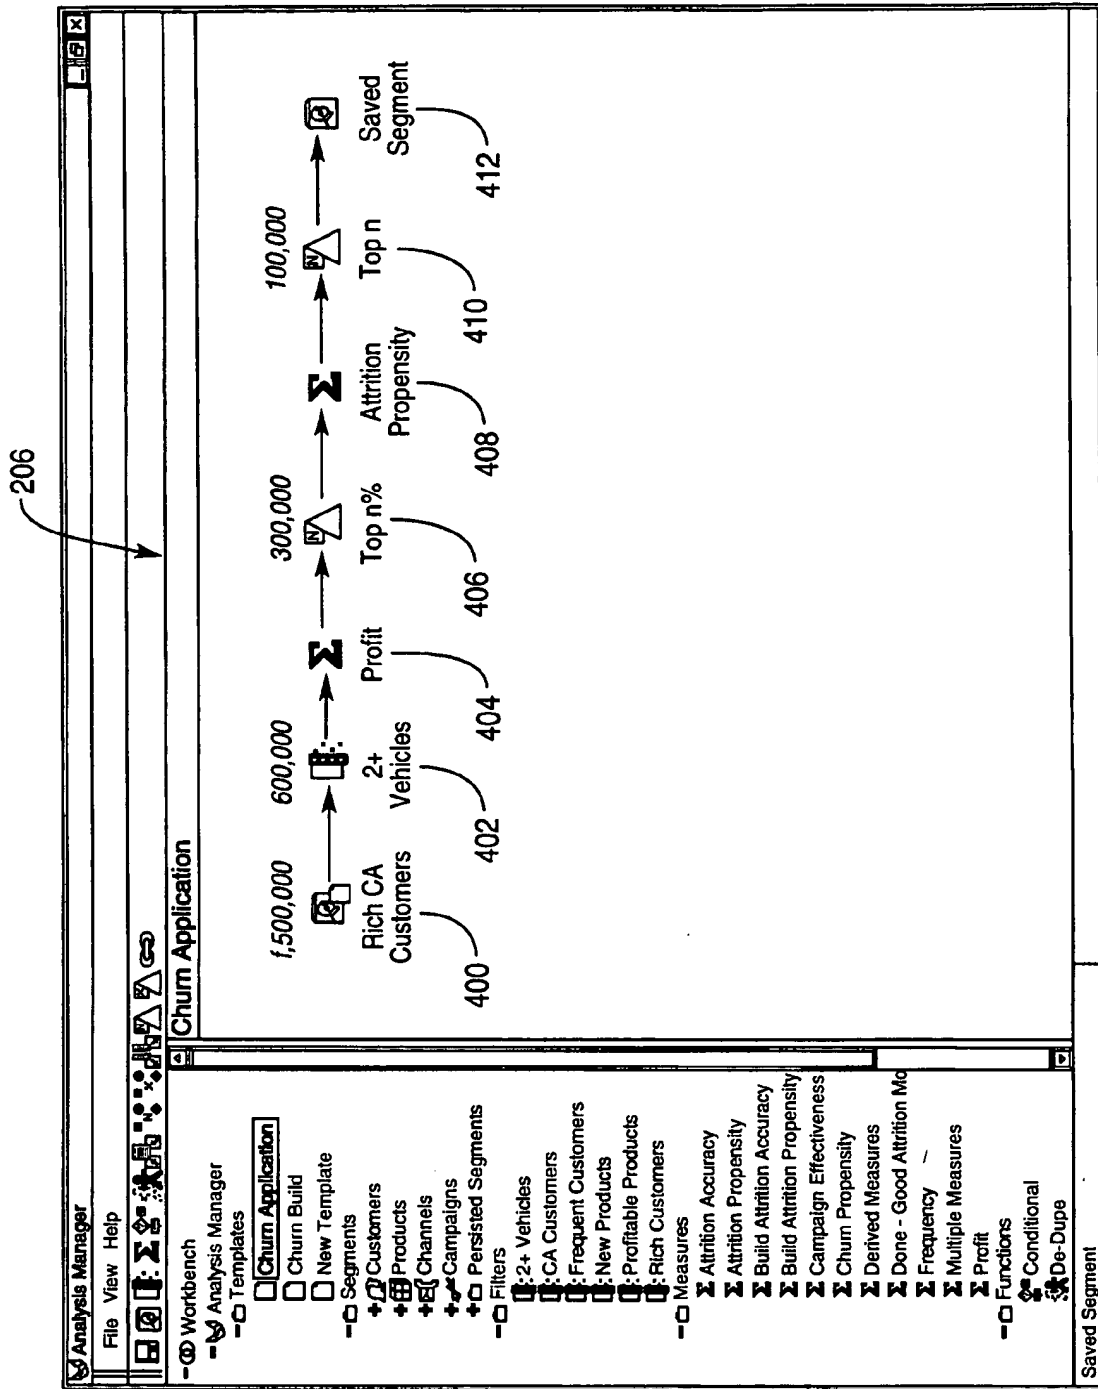 206
Analysis Manager
File View Help
Workbench
Analysis Manager
Templates
Churn Application
Churn Build
New Template
Segments
Customers
Products
Channels
Campaigns
Persisted Segments
Filters
2+ Vehicles
CA Customers
Frequent Customers
New Products
Profitable Products
Rich Customers
Measures
Attrition Accuracy
Attrition Propensity
Build Attrition Accuracy
Build Attrition Propensity
Campaign Effectiveness
Churn Propensity
Derived Measures
Done - Good Attrition Mo
Frequency
Multiple Measures
Profit
Functions
Conditional
De-Dupe
Churn Application
1,500,000 600,000 300,000 100,000
Rich CA
Customers
2+
Vehicles
Profit
Top n%
Attrition
Propensity
Top n
Saved
Segment
400 402 404 406 408 410 412
Saved Segment